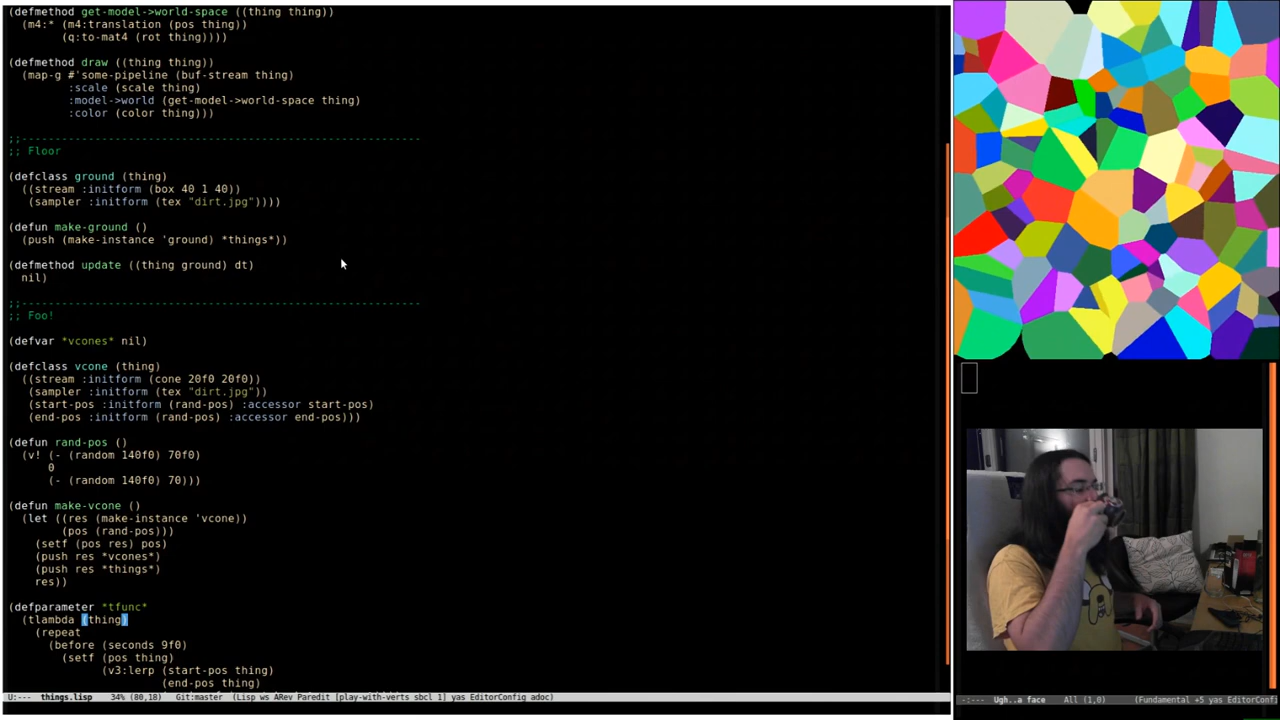 (defmethod get-model->world-space ((thing thing))
  (m4:* (m4:translation (pos thing))
        (q:to-mat4 (rot thing))))
(defmethod draw ((thing thing))
  (map-g #'some-pipeline (buf-stream thing)
         :scale (scale thing)
         :model->world (get-model->world-space thing)
         :color (color thing)))
;;------------------------------------------------------------
;; Floor
(defclass ground (thing)
  ((stream :initform (box 40 1 40))
   (sampler :initform (tex "dirt.jpg"))))
(defun make-ground ()
  (push (make-instance 'ground) *things*))
(defmethod update ((thing ground) dt)
  nil)
;;------------------------------------------------------------
;; Foo!
(defvar *vcones* nil)
(defclass vcone (thing)
  ((stream :initform (cone 20f0 20f0))
   (sampler :initform (tex "dirt.jpg"))
   (start-pos :initform (rand-pos) :accessor start-pos)
   (end-pos :initform (rand-pos) :accessor end-pos)))
(defun rand-pos ()
  (v! (- (random 140f0) 70f0)
      0
      (- (random 140f0) 70)))
(defun make-vcone ()
  (let ((res (make-instance 'vcone))
        (pos (rand-pos)))
    (setf (pos res) pos)
    (push res *vcones*)
    (push res *things*)
    res))
(defparameter *tfunc*
  (tlambda (thing)
    (repeat
      (before (seconds 9f0)
        (setf (pos thing)
              (v3:lerp (start-pos thing)
                       (end-pos thing)
U:--- things.lisp 34% (80,18) Git:master (Lisp ws ARev Paredit [play-with-verts sbcl 1] yas EditorConfig adoc)
-:--- Ugh..a face All (1,0) (Fundamental +5 yas EditorConfi